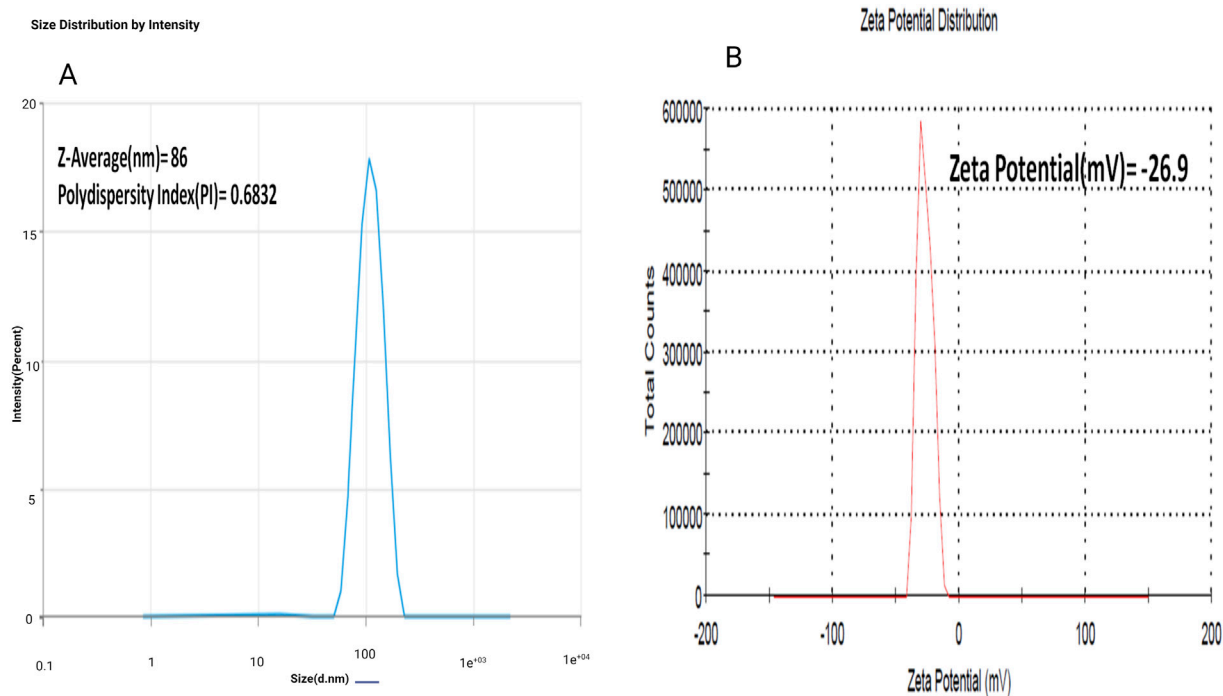 Size Distribution by Intensity
A
Z-Average(nm)= 86
Polydispersity Index(PI)= 0.6832
20
15
10
5
0
Intensity(Percent)
0.1 1 10 100 1e+03 1e+04
Size(d.nm)
Zeta Potential Distribution
B
Zeta Potential(mV)= -26.9
600000
500000
400000
300000
200000
100000
0
Total Counts
-200 -100 0 100 200
Zeta Potential (mV)